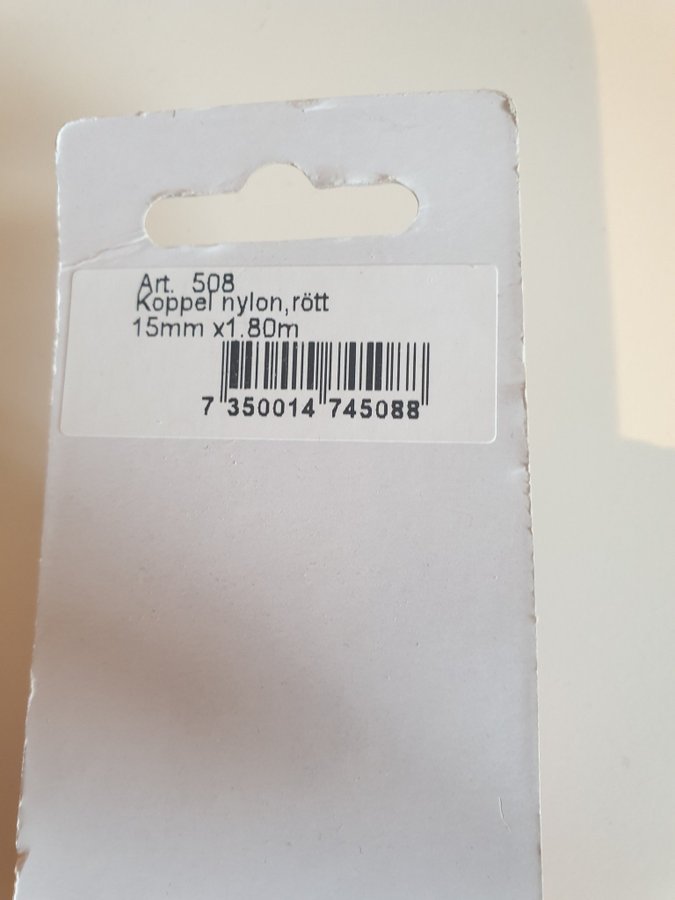 Art. 508
Koppel nylon,rött
15mm x1.80m
7 350014 745088